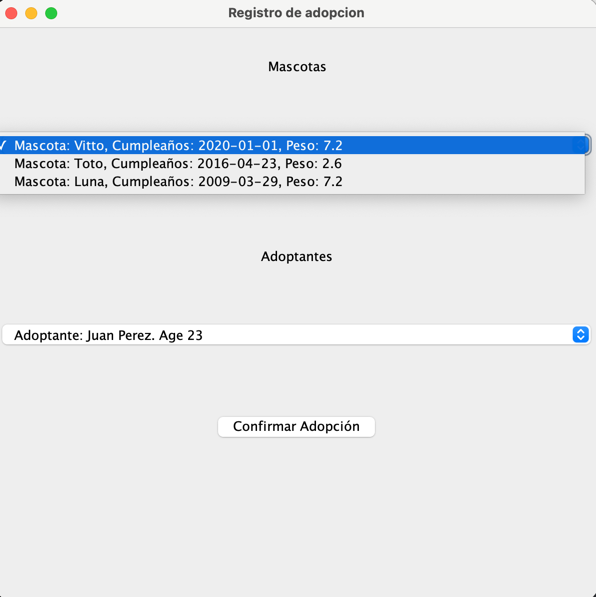 Registro de adopcion
Mascotas
Mascota: Vitto, Cumpleaños: 2020-01-01, Peso: 7.2
Mascota: Toto, Cumpleaños: 2016-04-23, Peso: 2.6
Mascota: Luna, Cumpleaños: 2009-03-29, Peso: 7.2
Adoptantes
Adoptante: Juan Perez. Age 23
Confirmar Adopción